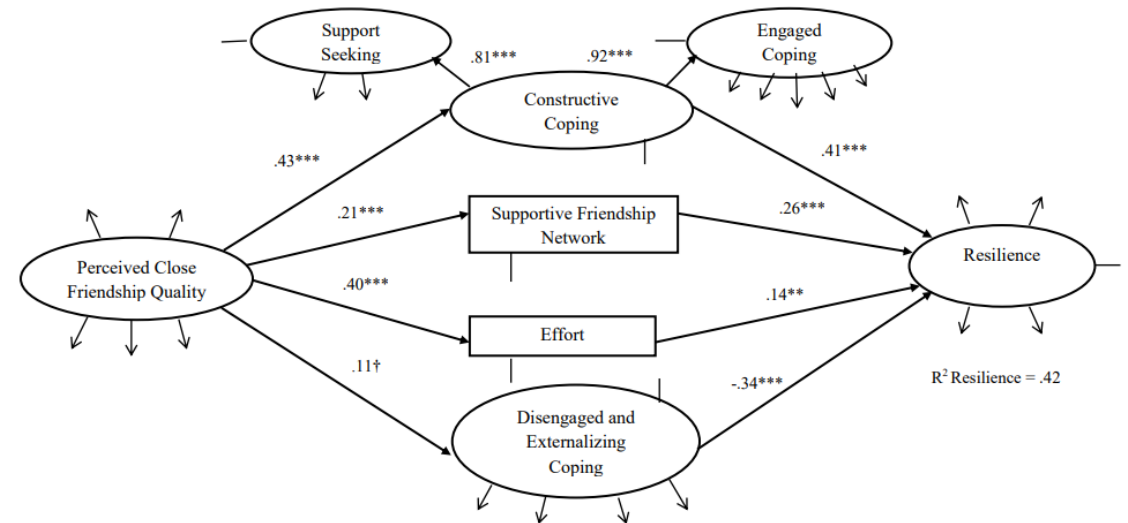 Support
Seeking
Engaged
Coping
.81***
.92***
Constructive
Coping
.43***
.41***
.21***
Supportive Friendship
Network
.26***
Perceived Close
Friendship Quality
Resilience
.40***
.14**
Effort
.11†
-.34***
R² Resilience = .42
Disengaged and
Externalizing
Coping